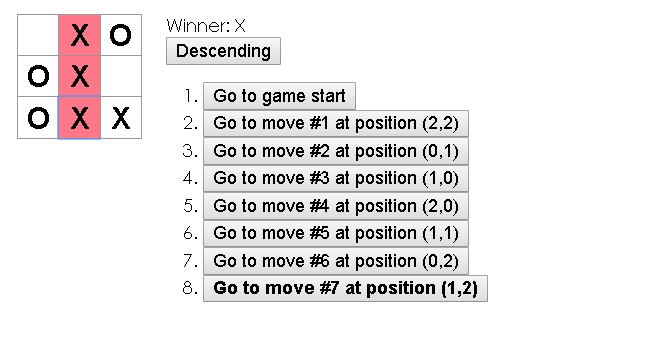 X O
O X
O X X
Winner: X
Descending
1. Go to game start
2. Go to move #1 at position (2,2)
3. Go to move #2 at position (0,1)
4. Go to move #3 at position (1,0)
5. Go to move #4 at position (2,0)
6. Go to move #5 at position (1,1)
7. Go to move #6 at position (0,2)
8. Go to move #7 at position (1,2)